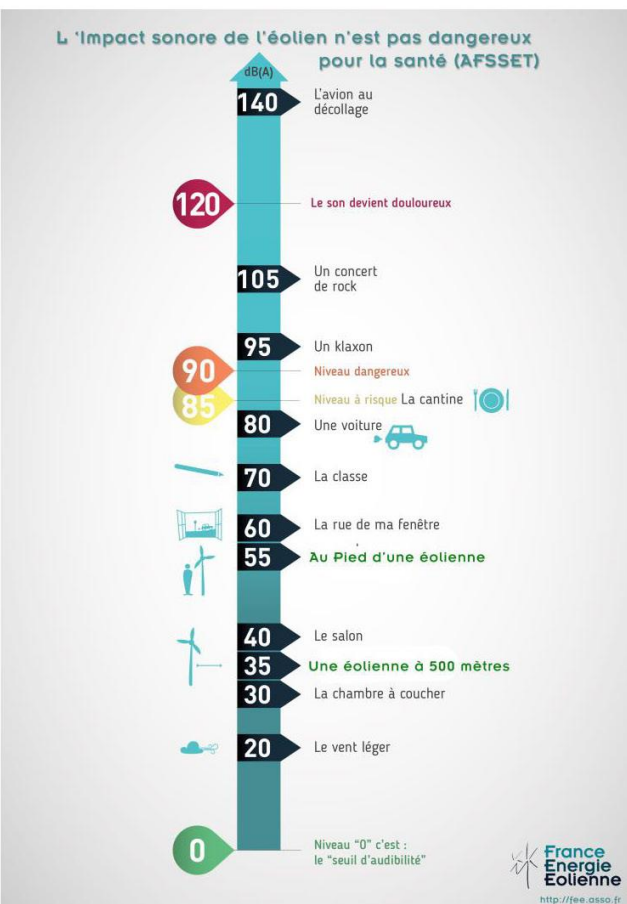 L 'Impact sonore de l'éolien n'est pas dangereux
pour la santé (AFSSET)
dB(A)
140
L'avion au
décollage
120
Le son devient douloureux
105
Un concert
de rock
95
Un klaxon
90
Niveau dangereux
85
Niveau à risque La cantine
80
Une voiture
70
La classe
60
La rue de ma fenêtre
55
Au Pied d'une éolienne
40
Le salon
35
Une éolienne à 500 mètres
30
La chambre à coucher
20
Le vent léger
0
Niveau "0" c'est :
le "seuil d'audibilité"
France
Energie
Eolienne
http://fee.asso.fr